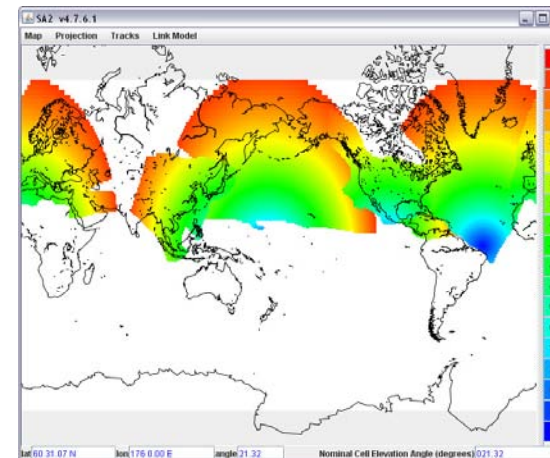 SA2 v4.7.6.1
Map Projection Tracks Link Model
lat 60 31.07 N lon 176 0.00 E angle 21.32 Nominal Cell Elevation Angle (degrees) 021.32